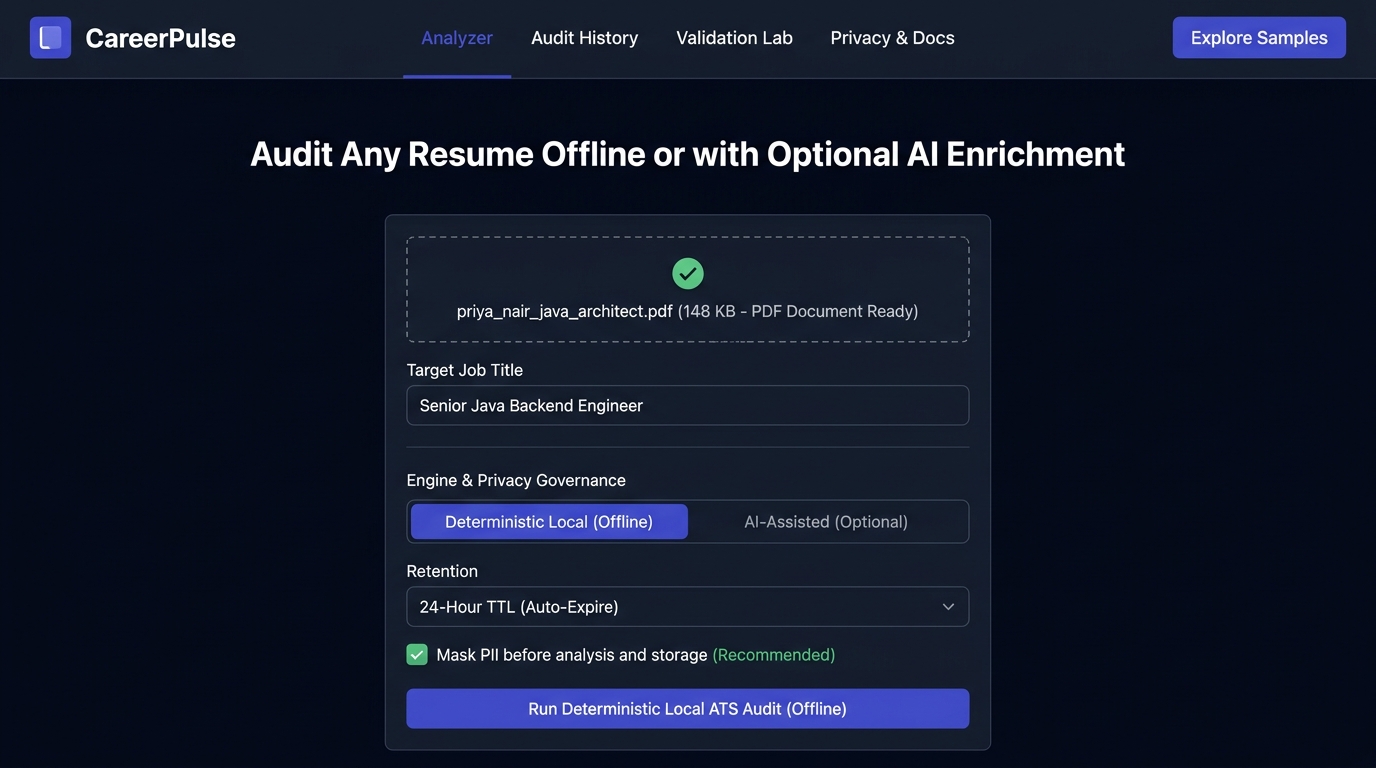 CareerPulse
Analyzer
Audit History
Validation Lab
Privacy & Docs
Explore Samples
Audit Any Resume Offline or with Optional AI Enrichment
priya_nair_java_architect.pdf (148 KB - PDF Document Ready)
Target Job Title
Senior Java Backend Engineer
Engine & Privacy Governance
Deterministic Local (Offline)
AI-Assisted (Optional)
Retention
24-Hour TTL (Auto-Expire)
Mask PII before analysis and storage (Recommended)
Run Deterministic Local ATS Audit (Offline)